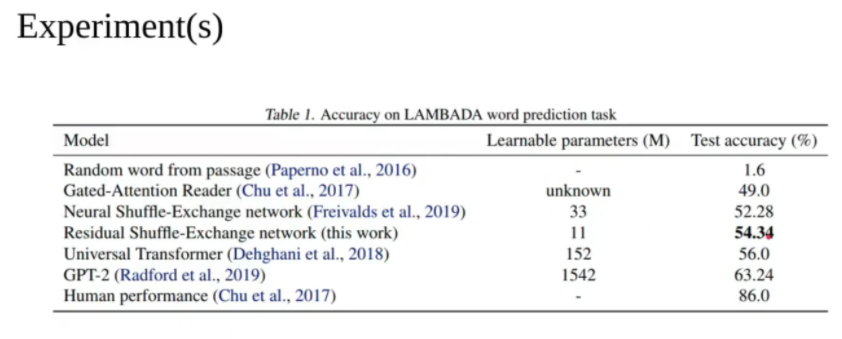 Experiment(s)
Table 1. Accuracy on LAMBADA word prediction task
Model Learnable parameters (M) Test accuracy (%)
Random word from passage (Paperno et al., 2016) - 1.6
Gated-Attention Reader (Chu et al., 2017) unknown 49.0
Neural Shuffle-Exchange network (Freivalds et al., 2019) 33 52.28
Residual Shuffle-Exchange network (this work) 11 54.34
Universal Transformer (Dehghani et al., 2018) 152 56.0
GPT-2 (Radford et al., 2019) 1542 63.24
Human performance (Chu et al., 2017) - 86.0